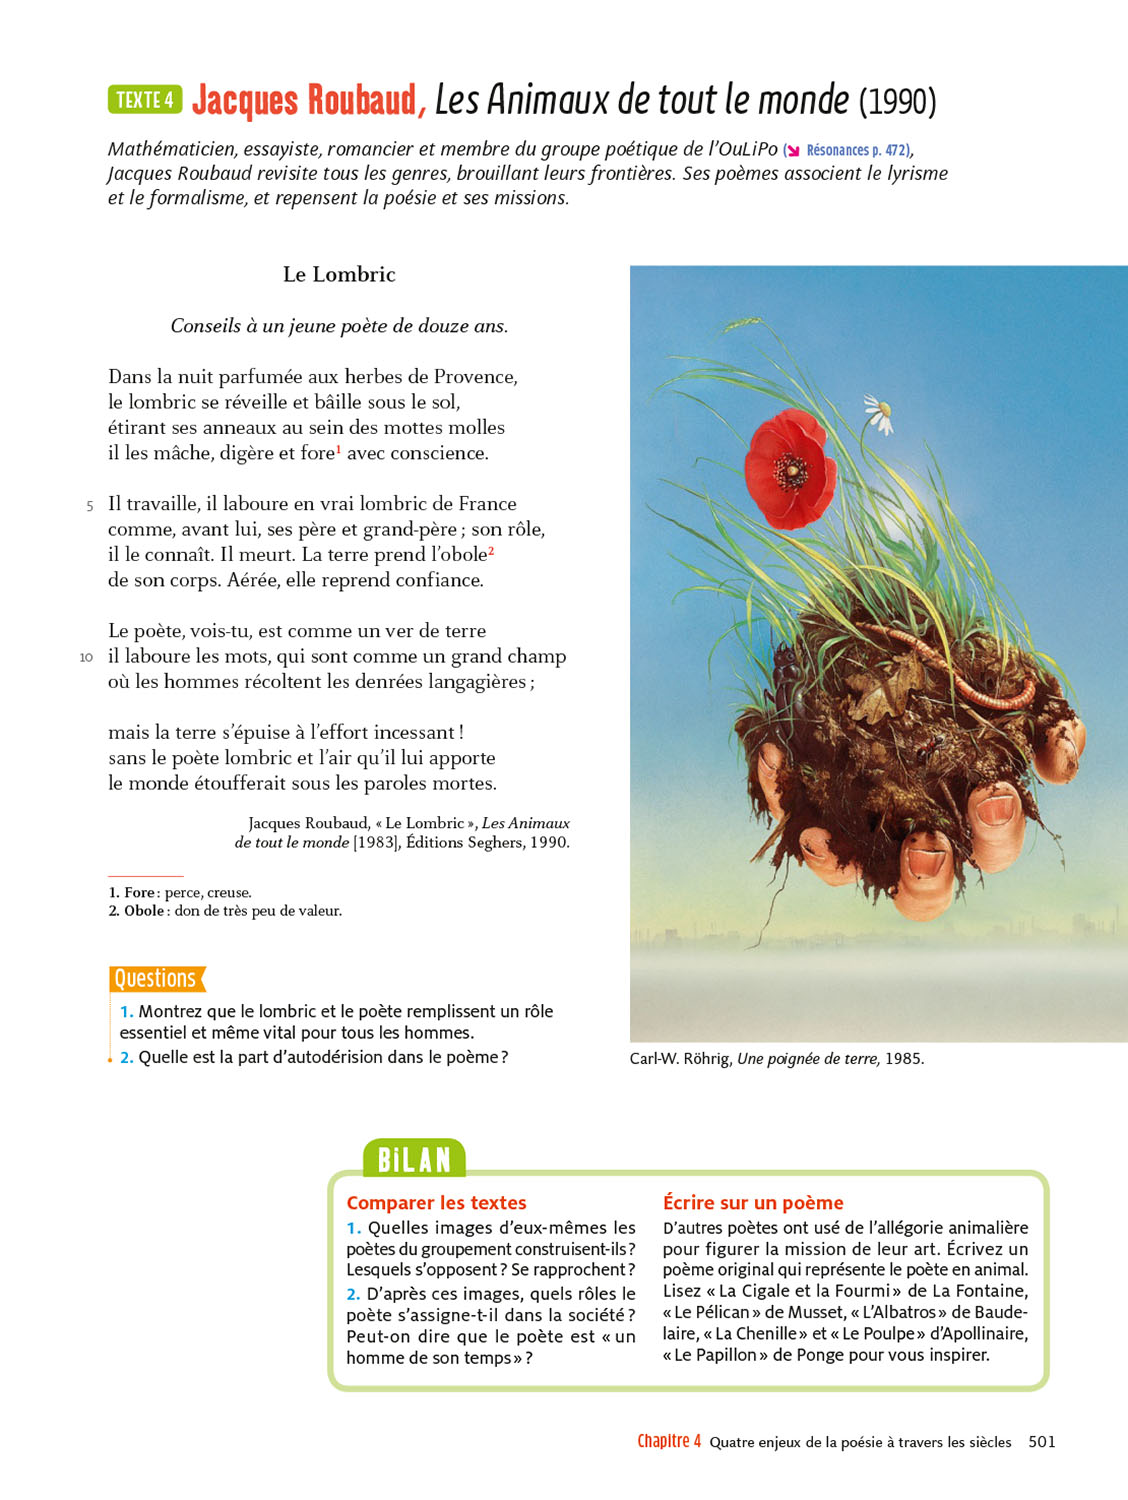 TEXTE 4 Jacques Roubaud, Les Animaux de tout le monde (1990)
Mathématicien, essayiste, romancier et membre du groupe poétique de l’OuLiPo (➘ Résonances p. 472),
Jacques Roubaud revisite tous les genres, brouillant leurs frontières. Ses poèmes associent le lyrisme
et le formalisme, et repensent la poésie et ses missions.
Le Lombric
Conseils à un jeune poète de douze ans.
Dans la nuit parfumée aux herbes de Provence,
le lombric se réveille et bâille sous le sol,
étirant ses anneaux au sein des mottes molles
il les mâche, digère et fore1 avec conscience.
5 Il travaille, il laboure en vrai lombric de France
comme, avant lui, ses père et grand-père ; son rôle,
il le connaît. Il meurt. La terre prend l’obole2
de son corps. Aérée, elle reprend confiance.
Le poète, vois-tu, est comme un ver de terre
10 il laboure les mots, qui sont comme un grand champ
où les hommes récoltent les denrées langagières ;
mais la terre s’épuise à l’effort incessant !
sans le poète lombric et l’air qu’il lui apporte
le monde étoufferait sous les paroles mortes.
Jacques Roubaud, « Le Lombric », Les Animaux
de tout le monde [1983], Éditions Seghers, 1990.
1. Fore : perce, creuse.
2. Obole : don de très peu de valeur.
Questions
1. Montrez que le lombric et le poète remplissent un rôle
essentiel et même vital pour tous les hommes.
2. Quelle est la part d’autodérision dans le poème ?
Carl-W. Röhrig, Une poignée de terre, 1985.
BiLAN
Comparer les textes
1. Quelles images d’eux-mêmes les
poètes du groupement construisent-ils ?
Lesquels s’opposent ? Se rapprochent ?
2. D’après ces images, quels rôles le
poète s’assigne-t-il dans la société ?
Peut-on dire que le poète est « un
homme de son temps » ?
Écrire sur un poème
D’autres poètes ont usé de l’allégorie animalière
pour figurer la mission de leur art. Écrivez un
poème original qui représente le poète en animal.
Lisez « La Cigale et la Fourmi » de La Fontaine,
« Le Pélican » de Musset, « L’Albatros » de Baude-
laire, « La Chenille » et « Le Poulpe » d’Apollinaire,
« Le Papillon » de Ponge pour vous inspirer.
Chapitre 4 Quatre enjeux de la poésie à travers les siècles 501